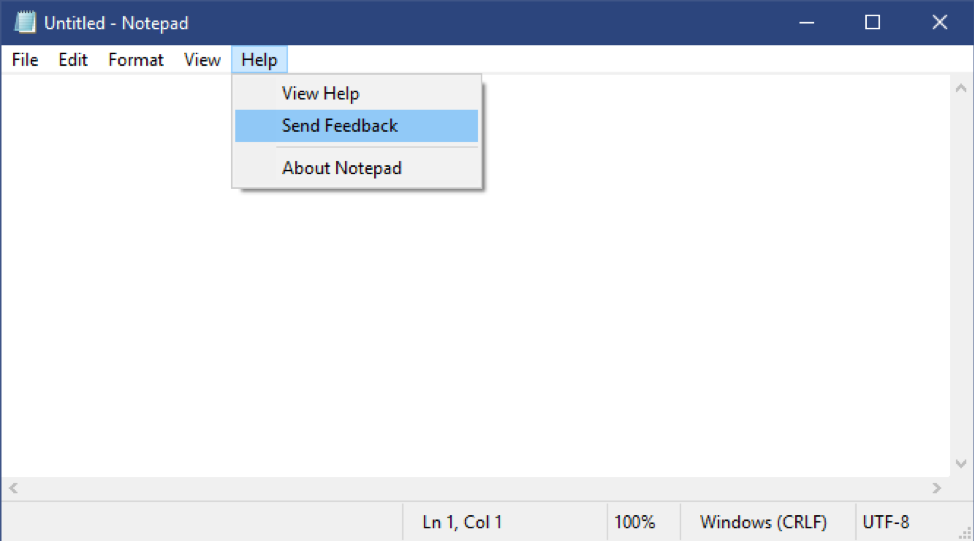 Untitled - Notepad
File Edit Format View Help
View Help
Send Feedback
About Notepad
Ln 1, Col 1 100% Windows (CRLF) UTF-8